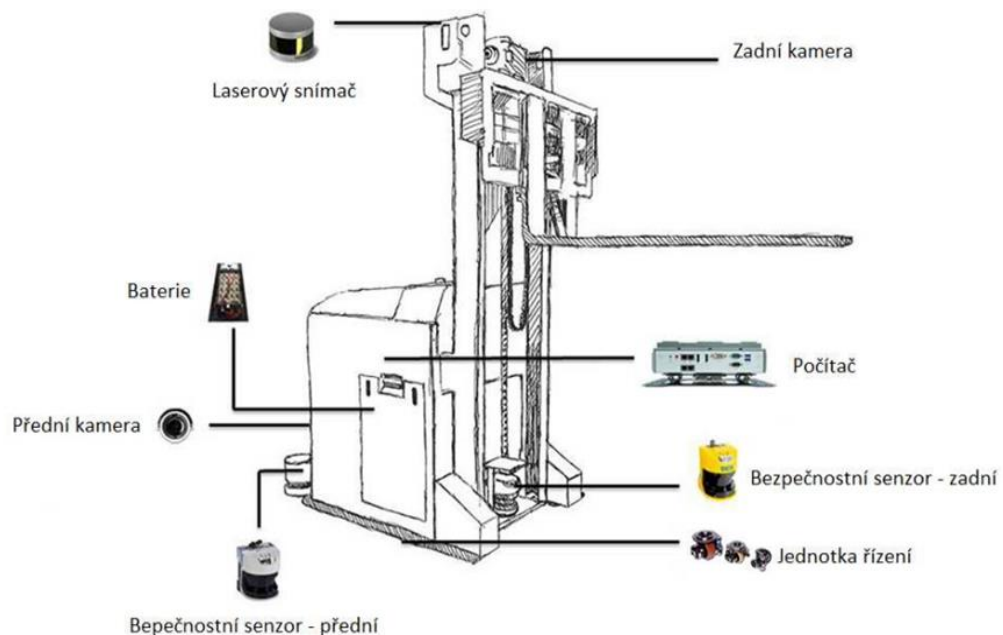 Laserový snímač
Zadní kamera
Baterie
Počítač
Přední kamera
Bezpečnostní senzor - zadní
Jednotka řízení
Bepečnostní senzor - přední